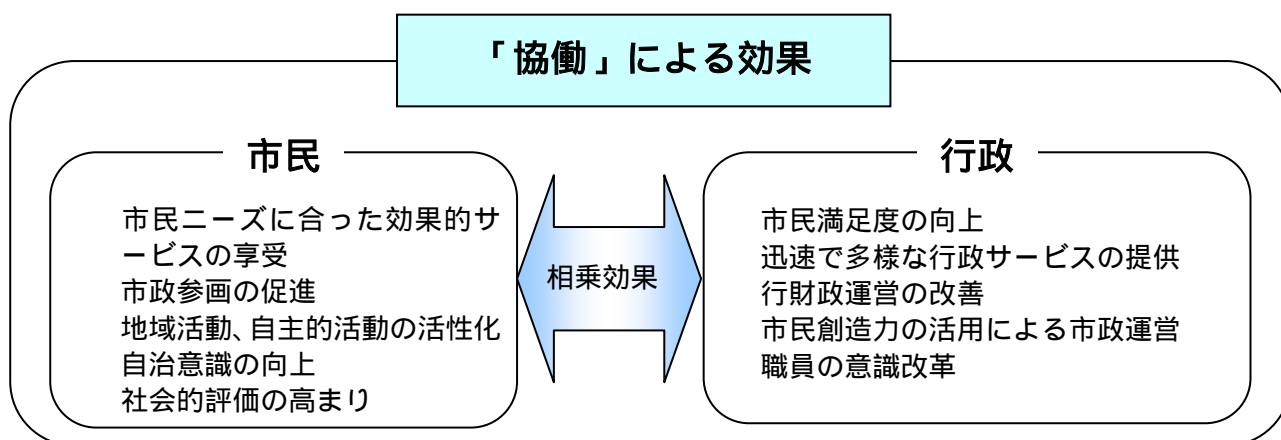 「協働」による効果
市民
市民ニーズに合った効果的サ
ービスの享受
市政参画の促進
地域活動、自主的活動の活性化
自治意識の向上
社会的評価の高まり
相乗効果
行政
市民満足度の向上
迅速で多様な行政サービスの提供
行財政運営の改善
市民創造力の活用による市政運営
職員の意識改革